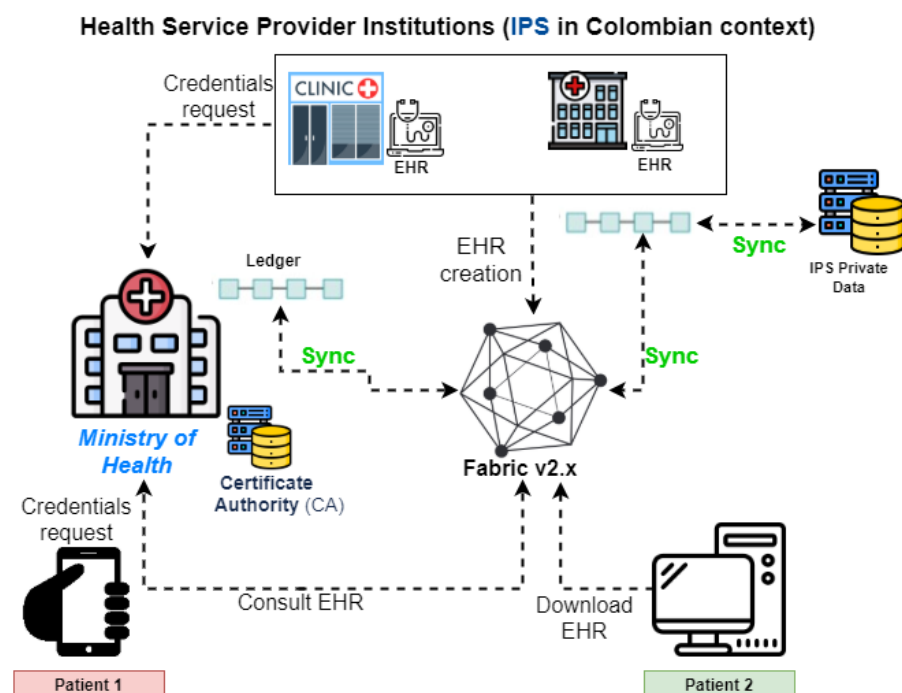 Health Service Provider Institutions (IPS in Colombian context)
Credentials
request
CLINIC
EHR
EHR
EHR
creation
Sync
IPS Private
Data
Ledger
Sync
Sync
Ministry of
Health
Fabric v2.x
Certificate
Authority (CA)
Credentials
request
Consult EHR
Download
EHR
Patient 1
Patient 2